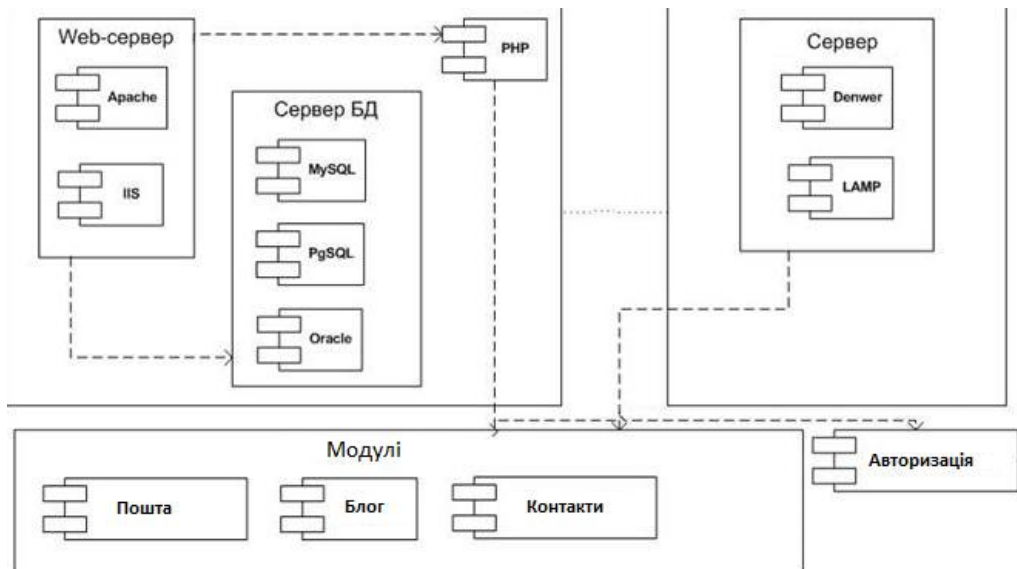 Web-сервер
Apache
IIS
Сервер БД
MySQL
PgSQL
Oracle
PHP
Сервер
Denwer
LAMP
Модулі
Пошта
Блог
Контакти
Авторизація